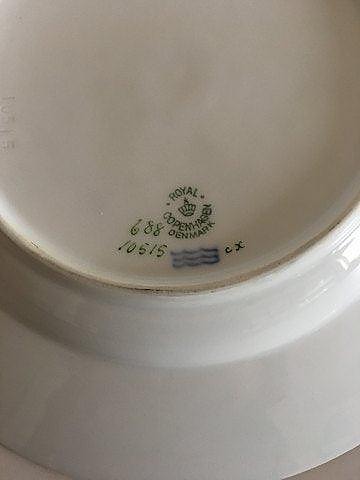 ROYAL
COPENHAGEN
DENMARK
688
10515
cx